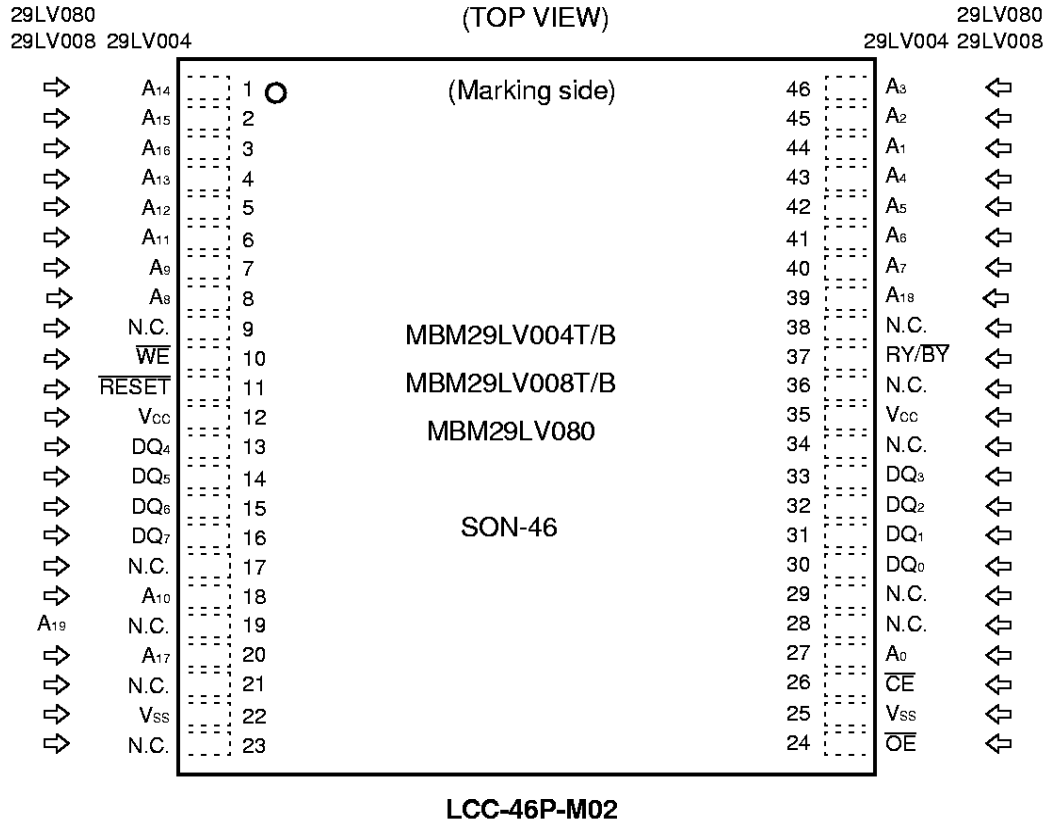 29LV080 (TOP VIEW) 29LV080
29LV008 29LV004 29LV004 29LV008
A14 1 (Marking side) 46 A3
A15 2 45 A2
A16 3 44 A1
A13 4 43 A4
A12 5 42 A5
A11 6 41 A6
A9 7 40 A7
A8 8 39 A18
N.C. 9 38 N.C.
MBM29LV004T/B
WE 10 37 RY/BY
RESET 11 36 N.C.
MBM29LV008T/B
Vcc 12 35 Vcc
MBM29LV080
DQ4 13 34 N.C.
DQ5 14 33 DQ3
DQ6 15 32 DQ2
SON-46
DQ7 16 31 DQ1
N.C. 17 30 DQ0
A10 18 29 N.C.
A19 N.C. 19 28 N.C.
A17 20 27 A0
N.C. 21 26 CE
Vss 22 25 Vss
N.C. 23 24 OE
LCC-46P-M02